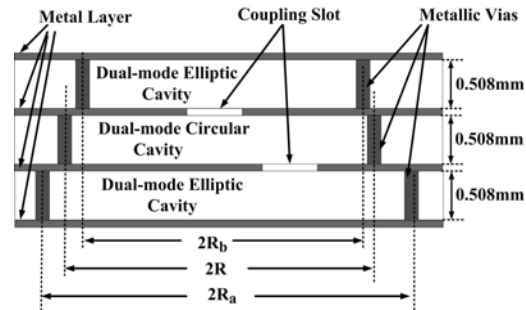 Metal Layer
Coupling Slot
Metallic Vias
Dual-mode Elliptic
Cavity
0.508mm
Dual-mode Circular
Cavity
0.508mm
Dual-mode Elliptic
Cavity
0.508mm
2Rb
2R
2Ra